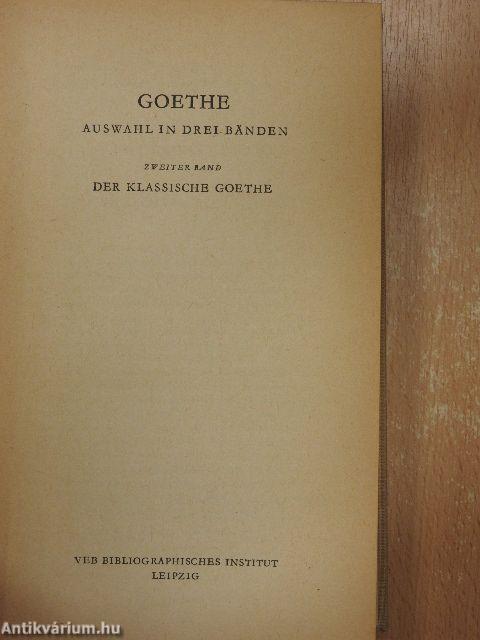 GOETHE
AUSWAHL IN DREI BÄNDEN
ZWEITER BAND
DER KLASSISCHE GOETHE
VEB BIBLIOGRAPHISCHES INSTITUT
LEIPZIG
Antikvárium.hu